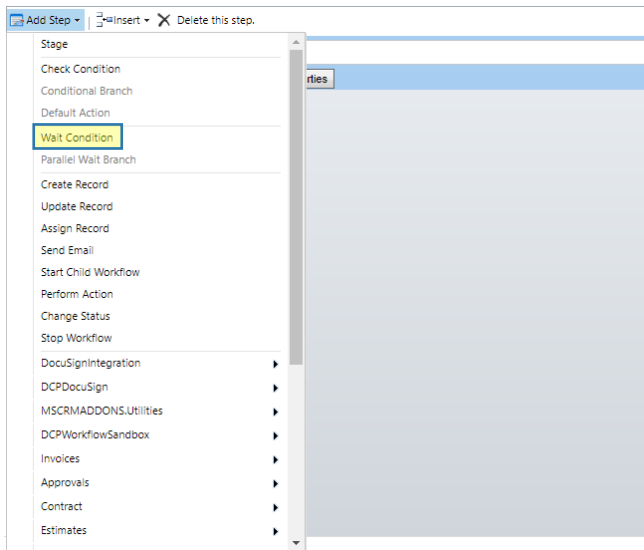 Add Step Insert Delete this step.
Stage
rties
Check Condition
Conditional Branch
Default Action
Wait Condition
Parallel Wait Branch
Create Record
Update Record
Assign Record
Send Email
Start Child Workflow
Perform Action
Change Status
Stop Workflow
DocuSignIntegration
DCPDocuSign
MSCRMADDONS.Utilities
DCPWorkflowSandbox
Invoices
Approvals
Contract
Estimates